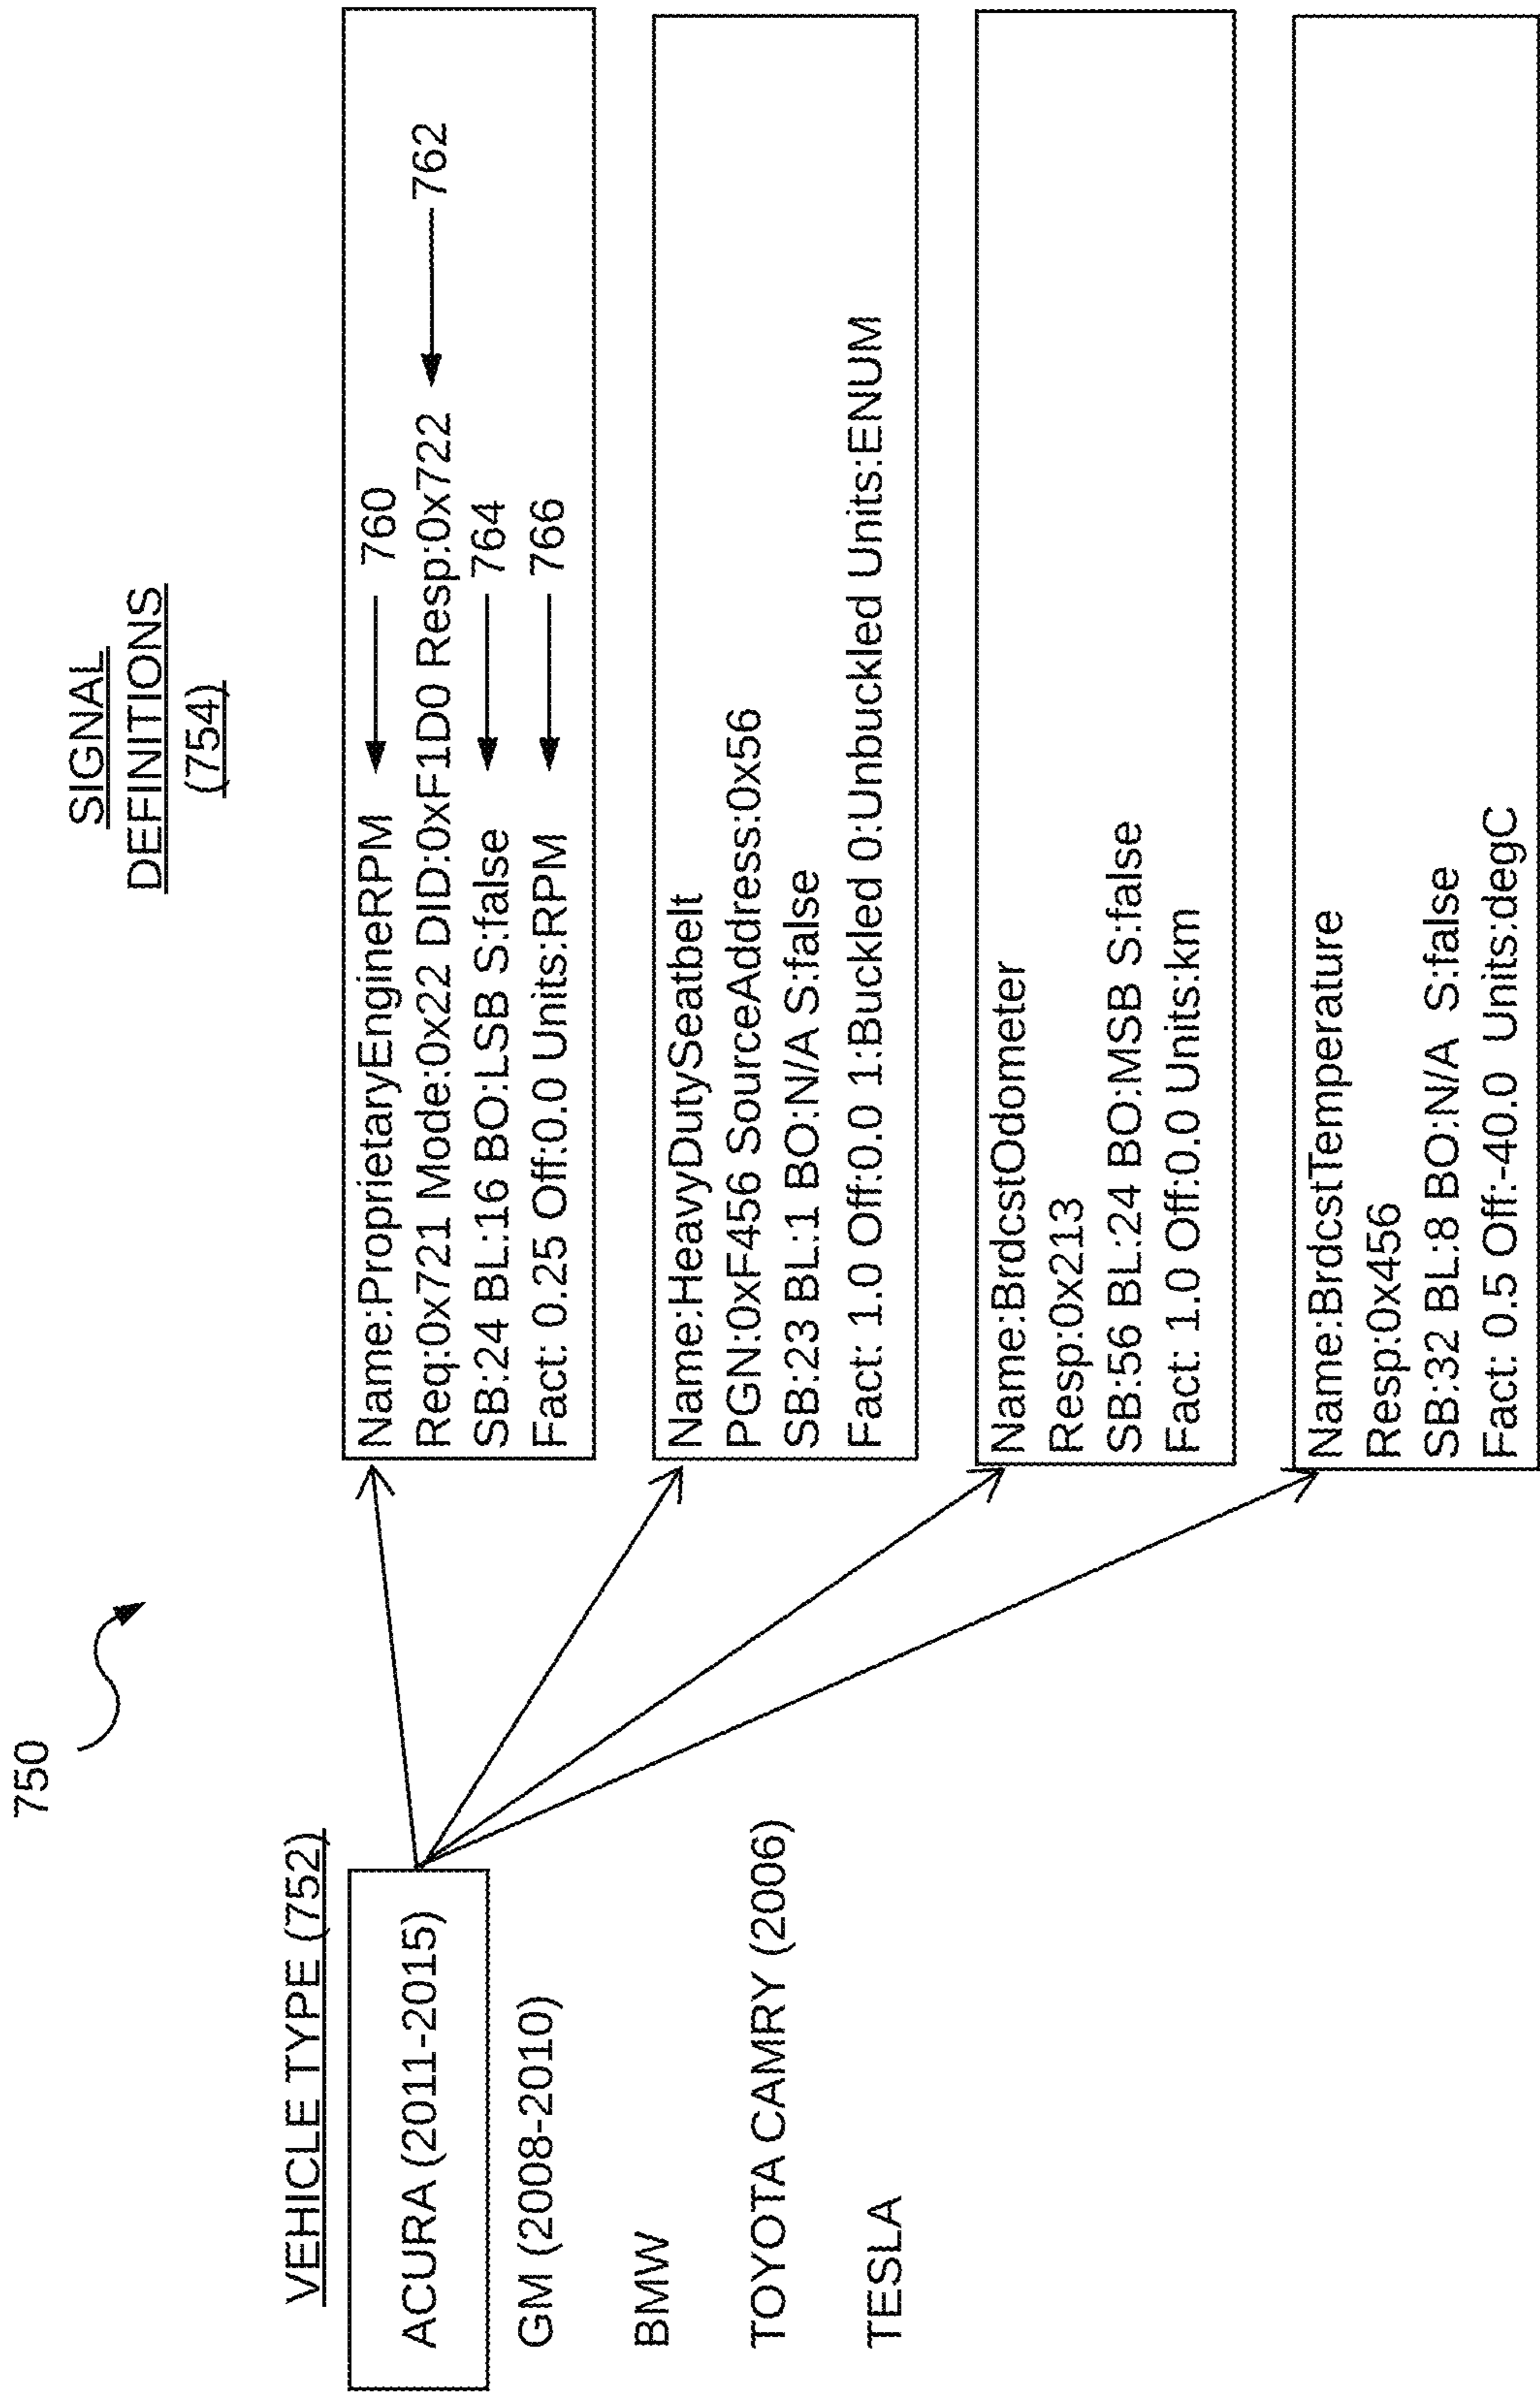 750
SIGNAL
DEFINITIONS
(754)
VEHICLE TYPE (752)
ACURA (2011-2015)
GM (2008-2010)
BMW
TOYOTA CAMRY (2006)
TESLA
Name:ProprietaryEngineRPM 760
Req:0x721 Mode:0x22 DID:0xF1D0 Resp:0x722 762
SB:24 BL:16 BO:LSB S:false 764
Fact: 0.25 Off:0.0 Units:RPM 766
Name:HeavyDutySeatbelt
PGN:0xF456 SourceAddress:0x56
SB:23 BL:1 BO:N/A S:false
Fact: 1.0 Off:0.0 1:Buckled 0:Unbuckled Units:ENUM
Name:BrdcstOdometer
Resp:0x213
SB:56 BL:24 BO:MSB S:false
Fact: 1.0 Off:0.0 Units:km
Name:BrdcstTemperature
Resp:0x456
SB:32 BL:8 BO:N/A S:false
Fact: 0.5 Off:-40.0 Units:degC